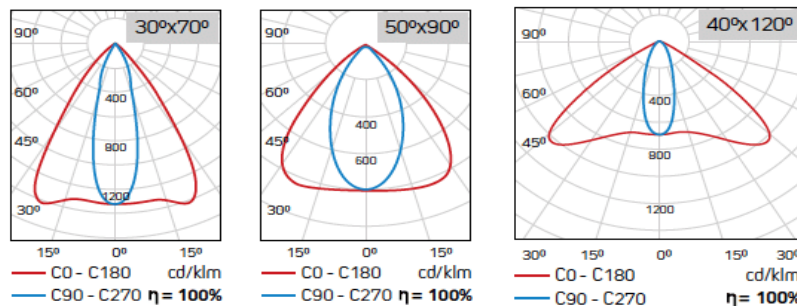 30ºx70º
90º
60º
45º
30º
400
800
1200
15º 0º 15º
C0 - C180 cd/klm
C90 - C270 η = 100%
50ºx90º
90º
60º
45º
30º
400
600
15º 0º 15º
C0 - C180 cd/klm
C90 - C270 η = 100%
40ºx120º
90º
60º
45º
400
800
1200
30º 15º 0º 15º 30º
C0 - C180 cd/klm
C90 - C270 η = 100%